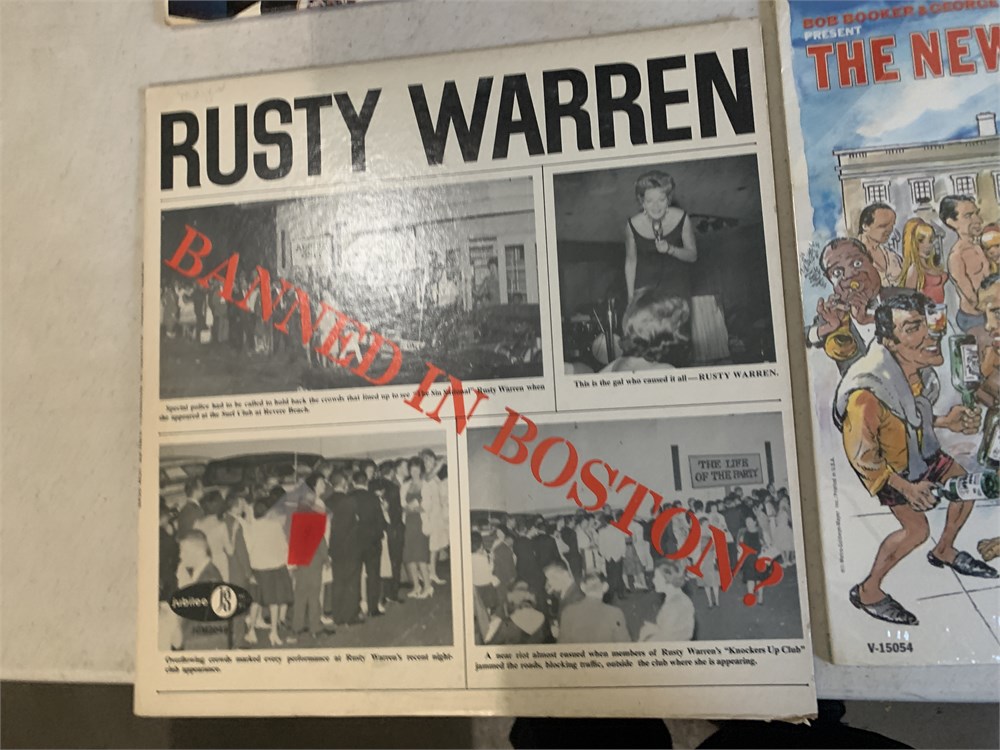 RUSTY WARREN
BANNED IN BOSTON?
Special police had to be called to hold back the crowds that lined up to see "The Sin Sational" Rusty Warren when
she appeared at the Surf Club at Revere Beach.
This is the gal who caused it all—RUSTY WARREN.
THE LIFE
OF THE PARTY
jubilee
Overflowing crowds marked every performance at Rusty Warren's recent night-
club appearance.
A near riot almost ensued when members of Rusty Warren's "Knockers Up Club"
jammed the roads, blocking traffic, outside the club where she is appearing.
BOB BOOKER & GEORGE
PRESENT
THE NEW
V-15054